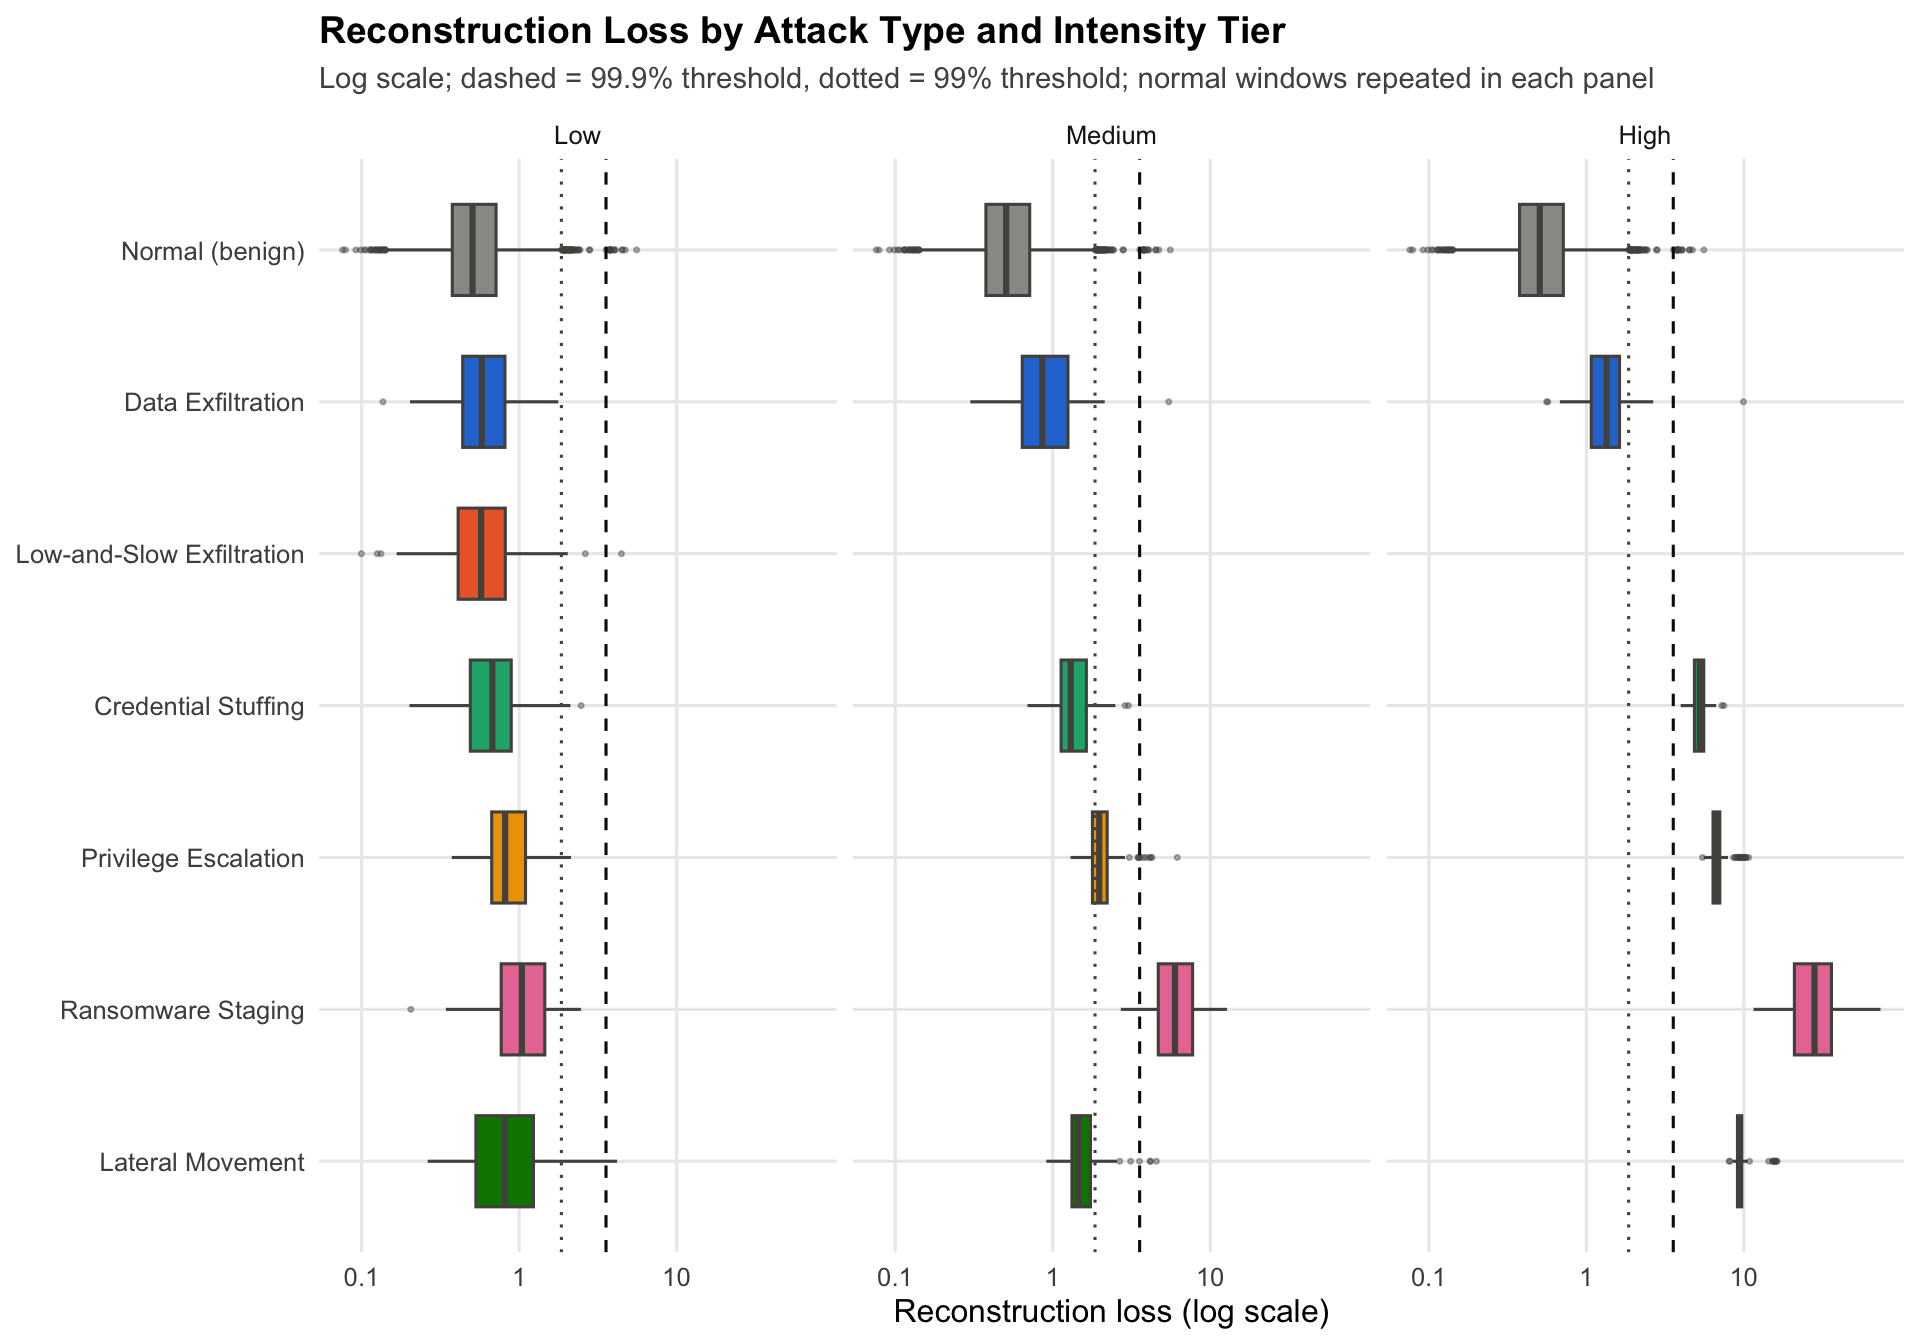 Reconstruction Loss by Attack Type and Intensity Tier
Log scale; dashed = 99.9% threshold, dotted = 99% threshold; normal windows repeated in each panel
Low
Medium
High
Normal (benign)
Data Exfiltration
Low-and-Slow Exfiltration
Credential Stuffing
Privilege Escalation
Ransomware Staging
Lateral Movement
0.1 1 10
0.1 1 10
0.1 1 10
Reconstruction loss (log scale)